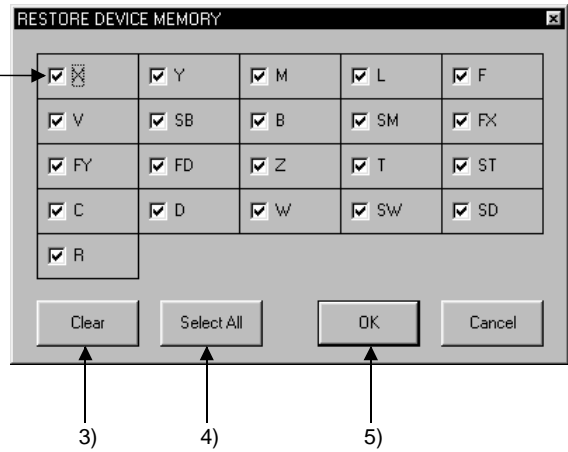 RESTORE DEVICE MEMORY
X Y M L F
V SB B SM FX
FY FD Z T ST
C D W SW SD
R
Clear Select All OK Cancel
3) 4) 5)